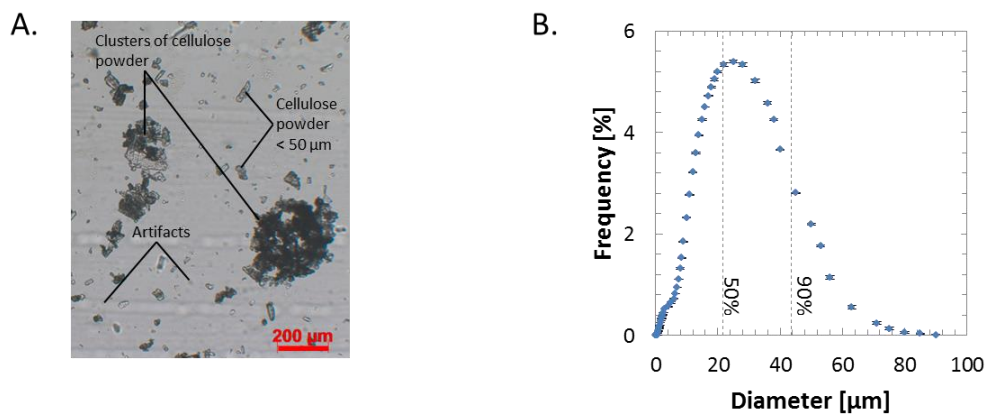 A.
Clusters of cellulose
powder
Cellulose
powder
< 50 µm
Artifacts
200 µm
B.
Frequency [%]
6
4
2
0
50%
90%
0 20 40 60 80 100
Diameter [µm]